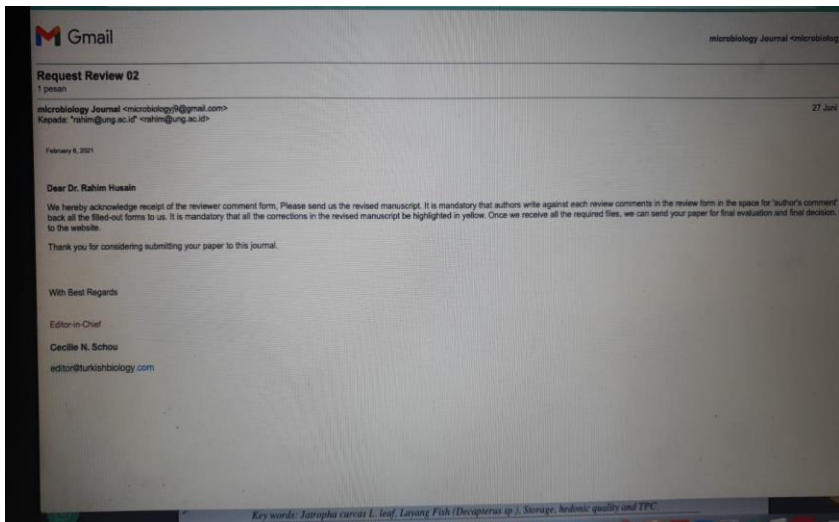 Gmail
microbiology Journal <microbiolog
Request Review 02
1 pesan
microbiology Journal <microbiologyj9@gmail.com>
27 Juni
Kepada: "rahim@ung.ac.id" <rahim@ung.ac.id>
February 6, 2021
Dear Dr. Rahim Husain
We hereby acknowledge receipt of the reviewer comment form, Please send us the revised manuscript. It is mandatory that authors write against each review comments in the review form in the space for 'author's comment'
back all the filled-out forms to us. It is mandatory that all the corrections in the revised manuscript be highlighted in yellow. Once we receive all the required files, we can send your paper for final evaluation and final decision.
to the website.
Thank you for considering submitting your paper to this journal.
With Best Regards
Editor-in-Chief
Cecilie N. Schou
editor@turkishbiology.com
Key words: Jatropha curcas L. leaf, Layang Fish (Decapterus sp.), Storage, hedonic quality and TPC